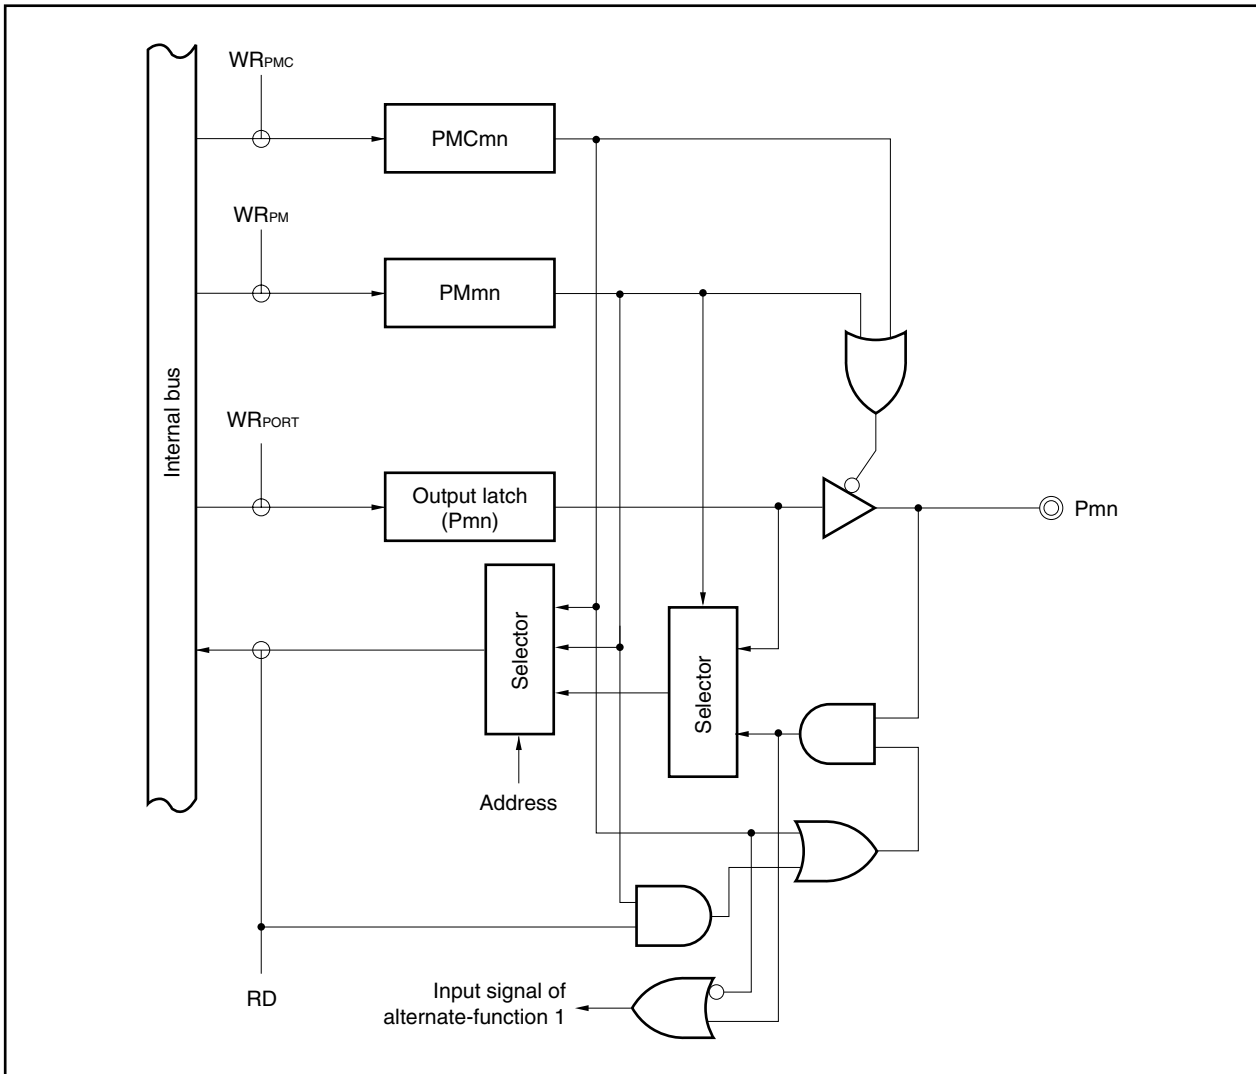 WRPMC
PMCmn
WRPM
PMmn
Internal bus
WRPORT
Output latch
(Pmn)
Pmn
Selector
Selector
Address
RD
Input signal of
alternate-function 1